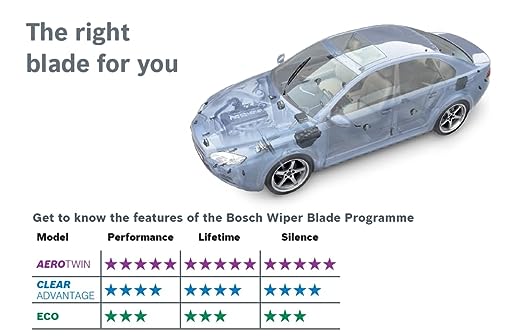 The right
blade for you
Get to know the features of the Bosch Wiper Blade Programme
Model Performance Lifetime Silence
AEROTWIN ★★★★★ ★★★★★ ★★★★★
CLEAR
ADVANTAGE ★★★★ ★★★★ ★★★★
ECO ★★★ ★★★ ★★★